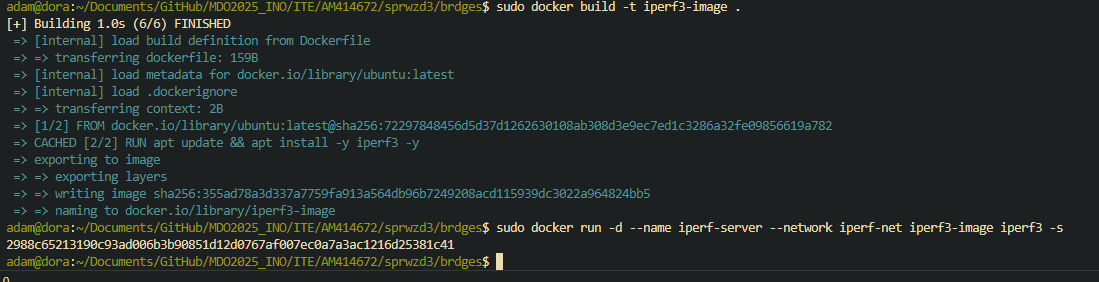 adam@dora:~/Documents/GitHub/MDO2025_INO/ITE/AM414672/sprwzd3/brdges$ sudo docker build -t iperf3-image .
[+] Building 1.0s (6/6) FINISHED
=> [internal] load build definition from Dockerfile
=> => transferring dockerfile: 159B
=> [internal] load metadata for docker.io/library/ubuntu:latest
=> [internal] load .dockerignore
=> => transferring context: 2B
=> [1/2] FROM docker.io/library/ubuntu:latest@sha256:72297848456d5d37d1262630108ab308d3e9ec7ed1c3286a32fe09856619a782
=> CACHED [2/2] RUN apt update && apt install -y iperf3 -y
=> exporting to image
=> => exporting layers
=> => writing image sha256:355ad78a3d337a7759fa913a564db96b7249208acd115939dc3022a964824bb5
=> => naming to docker.io/library/iperf3-image
adam@dora:~/Documents/GitHub/MDO2025_INO/ITE/AM414672/sprwzd3/brdges$ sudo docker run -d --name iperf-server --network iperf-net iperf3-image iperf3 -s
2988c65213190c93ad006b3b90851d12d0767af007ec0a7a3ac1216d25381c41
adam@dora:~/Documents/GitHub/MDO2025_INO/ITE/AM414672/sprwzd3/brdges$